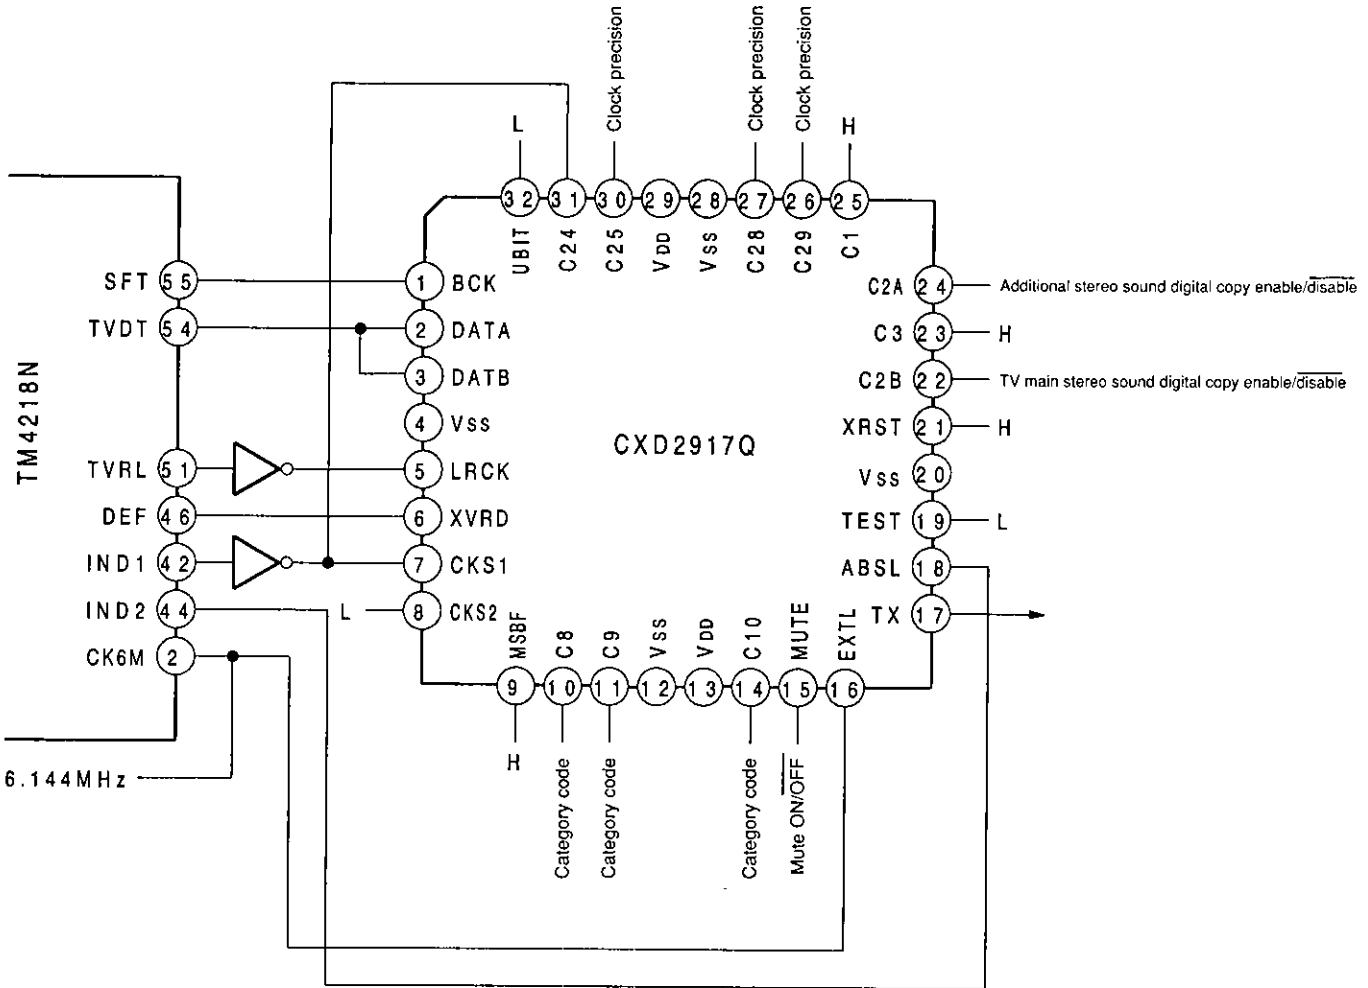 Clock precision
Clock precision
Clock precision
L
H
32 31 30 29 28 27 26 25
UBIT C24 C25 VDD VSS C28 C29 C1
TM4218N
SFT 55
1 BCK
C2A 24
Additional stereo sound digital copy enable/disable
TVDT 54
2 DATA
C3 23 H
3 DATB
C2B 22
TV main stereo sound digital copy enable/disable
4 Vss
XRST 21 H
CXD2917Q
TVRL 51
5 LRCK
Vss 20
DEF 46
6 XVRD
TEST 19 L
IND1 42
7 CKS1
ABSL 18
IND2 44
L 8 CKS2
TX 17
CK6M 2
MSBF C8 C9 VSS VDD C10 MUTE EXTL
9 10 11 12 13 14 15 16
H
6.144MHz
Category code
Category code
Category code
Mute ON/OFF